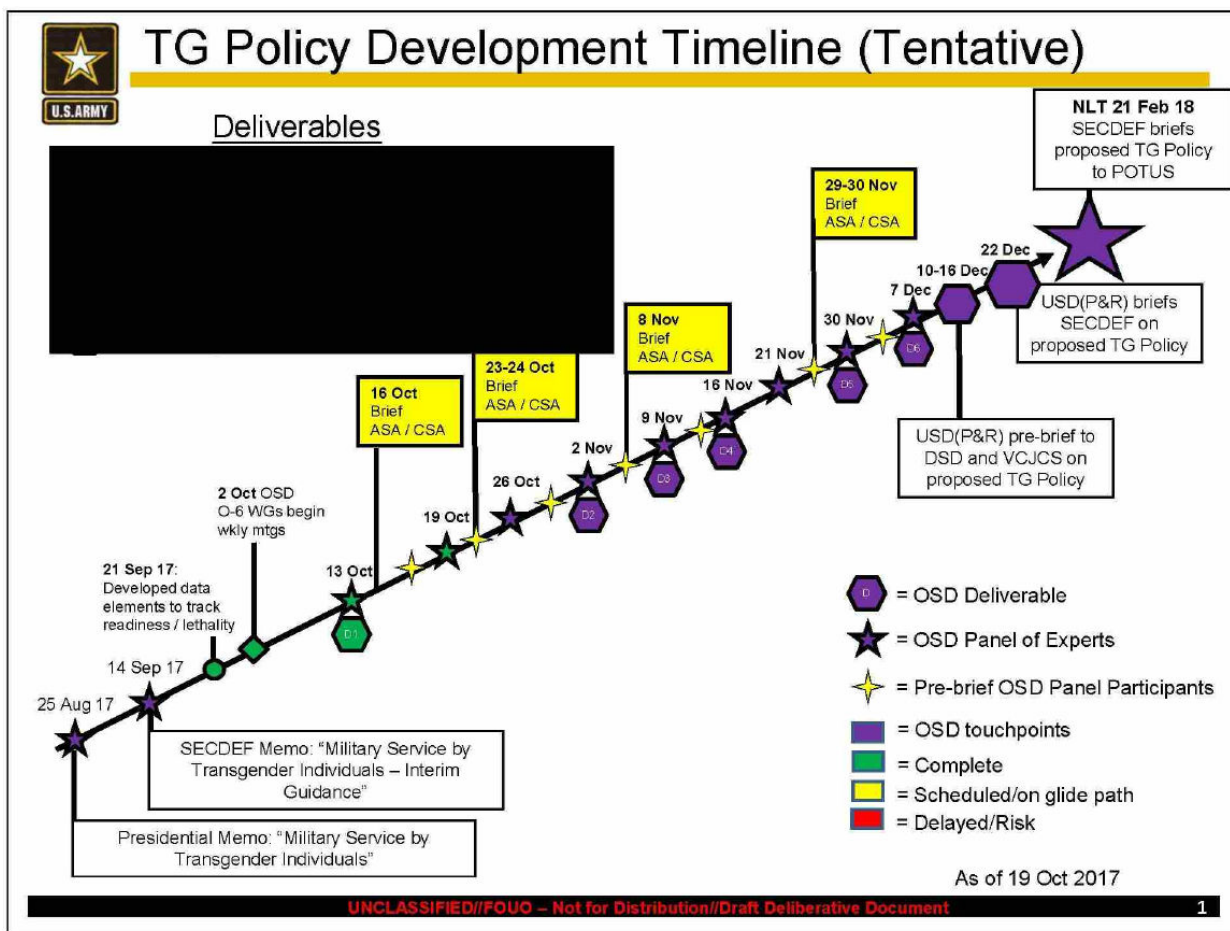 TG Policy Development Timeline (Tentative)
U.S.ARMY
Deliverables
NLT 21 Feb 18
SECDEF briefs
proposed TG Policy
to POTUS
29-30 Nov
Brief
ASA / CSA
22 Dec
10-16 Dec
7 Dec
USD(P&R) briefs
SECDEF on
proposed TG Policy
8 Nov
Brief
ASA / CSA
30 Nov
D6
23-24 Oct
Brief
ASA / CSA
21 Nov
D5
16 Oct
Brief
ASA / CSA
16 Nov
9 Nov
D4
USD(P&R) pre-brief to
DSD and VCJCS on
proposed TG Policy
2 Nov
D3
26 Oct
D2
2 Oct OSD
O-6 WGs begin
wkly mtgs
19 Oct
21 Sep 17:
Developed data
elements to track
readiness / lethality
13 Oct
D1
14 Sep 17
25 Aug 17
SECDEF Memo: “Military Service by
Transgender Individuals – Interim
Guidance”
Presidential Memo: “Military Service by
Transgender Individuals”
D = OSD Deliverable
= OSD Panel of Experts
= Pre-brief OSD Panel Participants
= OSD touchpoints
= Complete
= Scheduled/on glide path
= Delayed/Risk
As of 19 Oct 2017
UNCLASSIFIED//FOUO – Not for Distribution//Draft Deliberative Document
1